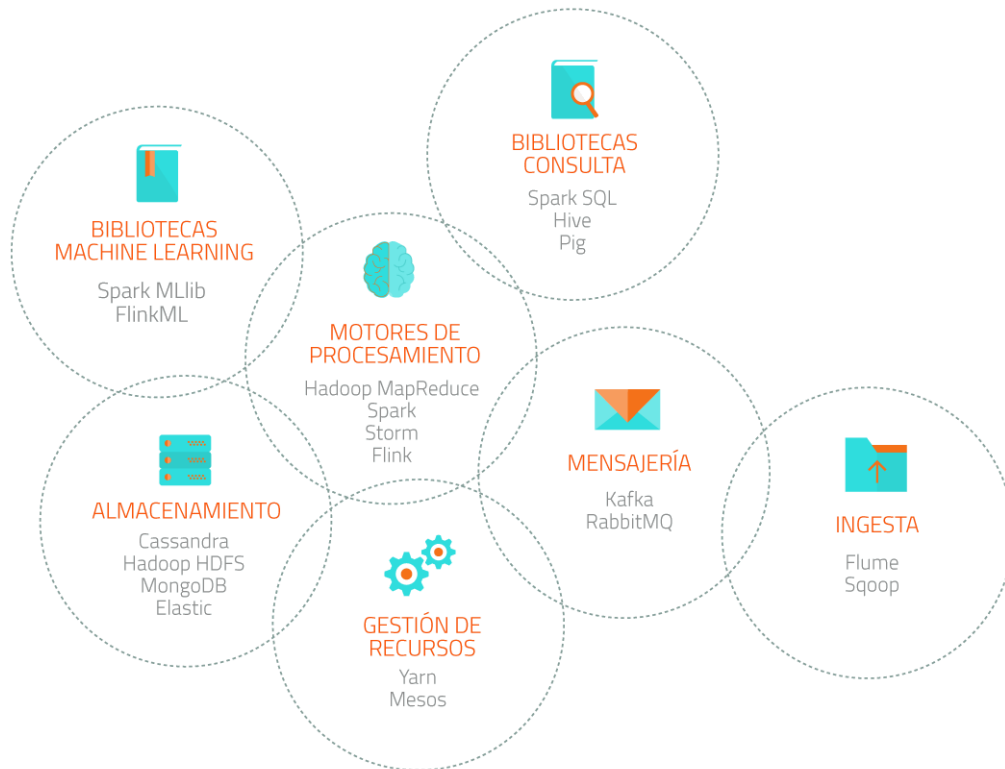 BIBLIOTECAS
CONSULTA
Spark SQL
Hive
Pig
BIBLIOTECAS
MACHINE LEARNING
Spark MLlib
FlinkML
MOTORES DE
PROCESAMIENTO
Hadoop MapReduce
Spark
Storm
Flink
MENSAJERÍA
Kafka
RabbitMQ
INGESTA
Flume
Sqoop
ALMACENAMIENTO
Cassandra
Hadoop HDFS
MongoDB
Elastic
GESTIÓN DE
RECURSOS
Yarn
Mesos